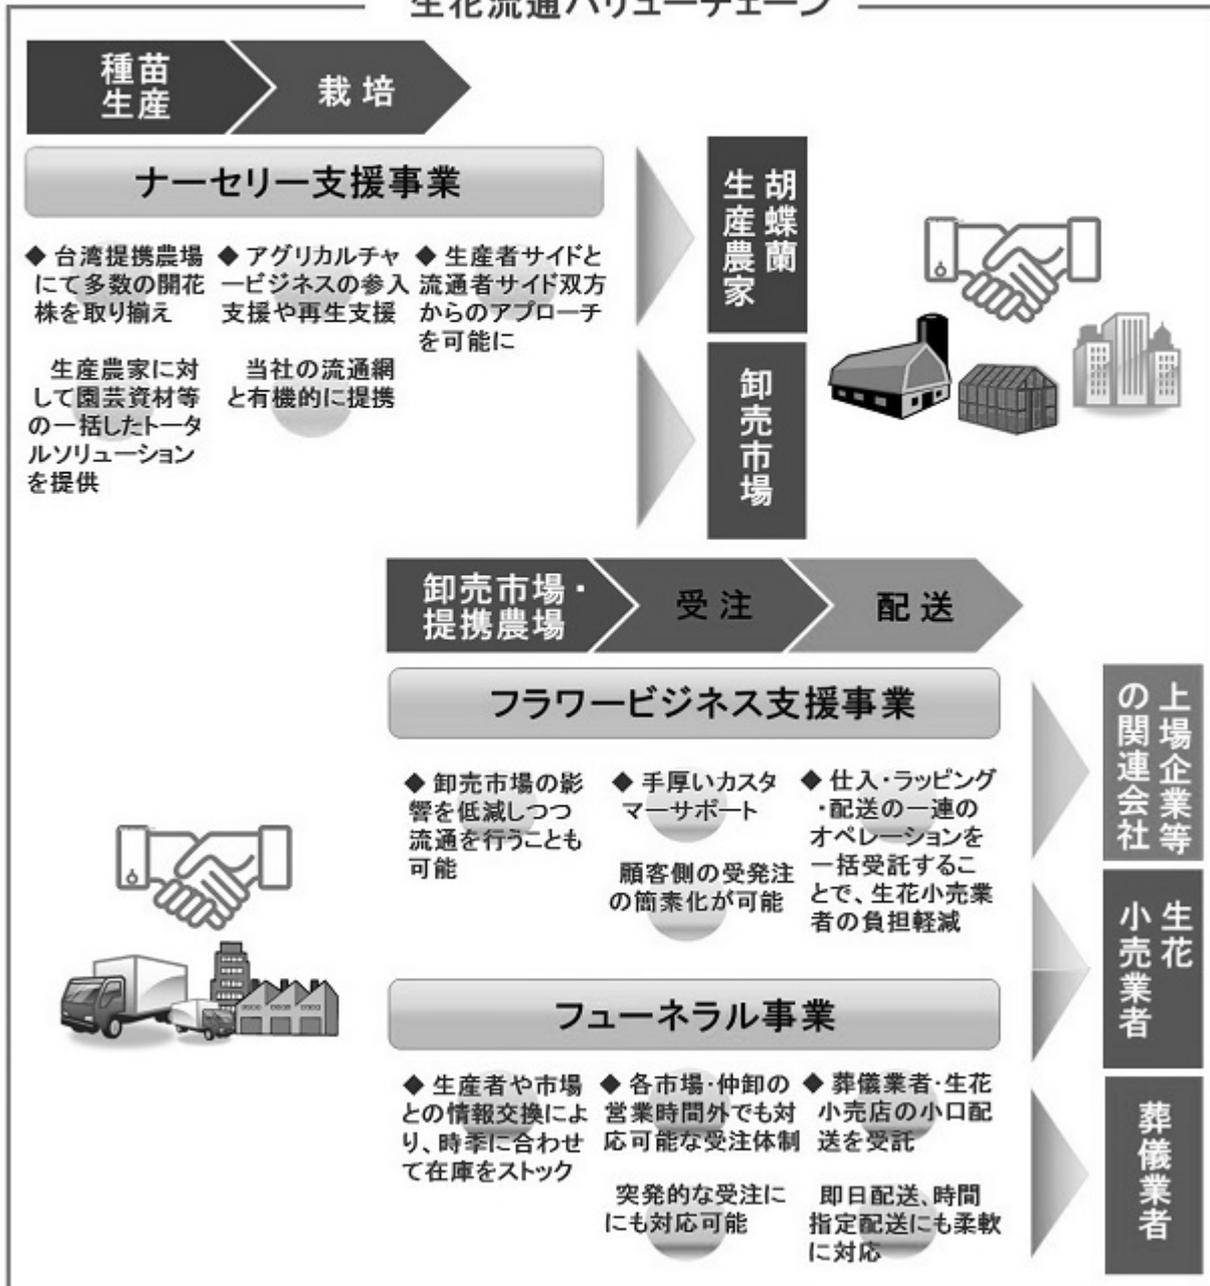 生花流通バリューチェーン
種苗
生産
栽培
ナーセリー支援事業
◆ 台湾提携農場
にて多数の開花
株を取り揃え
生産農家に対
して園芸資材等
の一括したトータ
ルソリューション
を提供
◆ アグリカルチャ
ービジネスの参入
支援や再生支援
当社の流通網
と有機的に提携
◆ 生産者サイドと
流通者サイド双方
からのアプローチ
を可能に
胡蝶蘭
生産農家
卸売市場
卸売市場・
提携農場
受注
配送
フラワービジネス支援事業
◆ 卸売市場の影
響を低減しつつ
流通を行うことも
可能
◆ 手厚いカスタ
マーサポート
顧客側の受発注
の簡素化が可能
◆ 仕入・ラッピング
・配送の一連の
オペレーションを
一括受託するこ
とで、生花小売業
者の負担軽減
フューネラル事業
◆ 生産者や市場
との情報交換によ
り、時季に合わせ
て在庫をストック
◆ 各市場・仲卸の
営業時間外でも対
応可能な受注体制
突発的な受注に
にも対応可能
◆ 葬儀業者・生花
小売店の小口配
送を受託
即日配送、時間
指定配送にも柔軟
に対応
上場企業等
の関連会社
生花
小売業者
葬儀業者